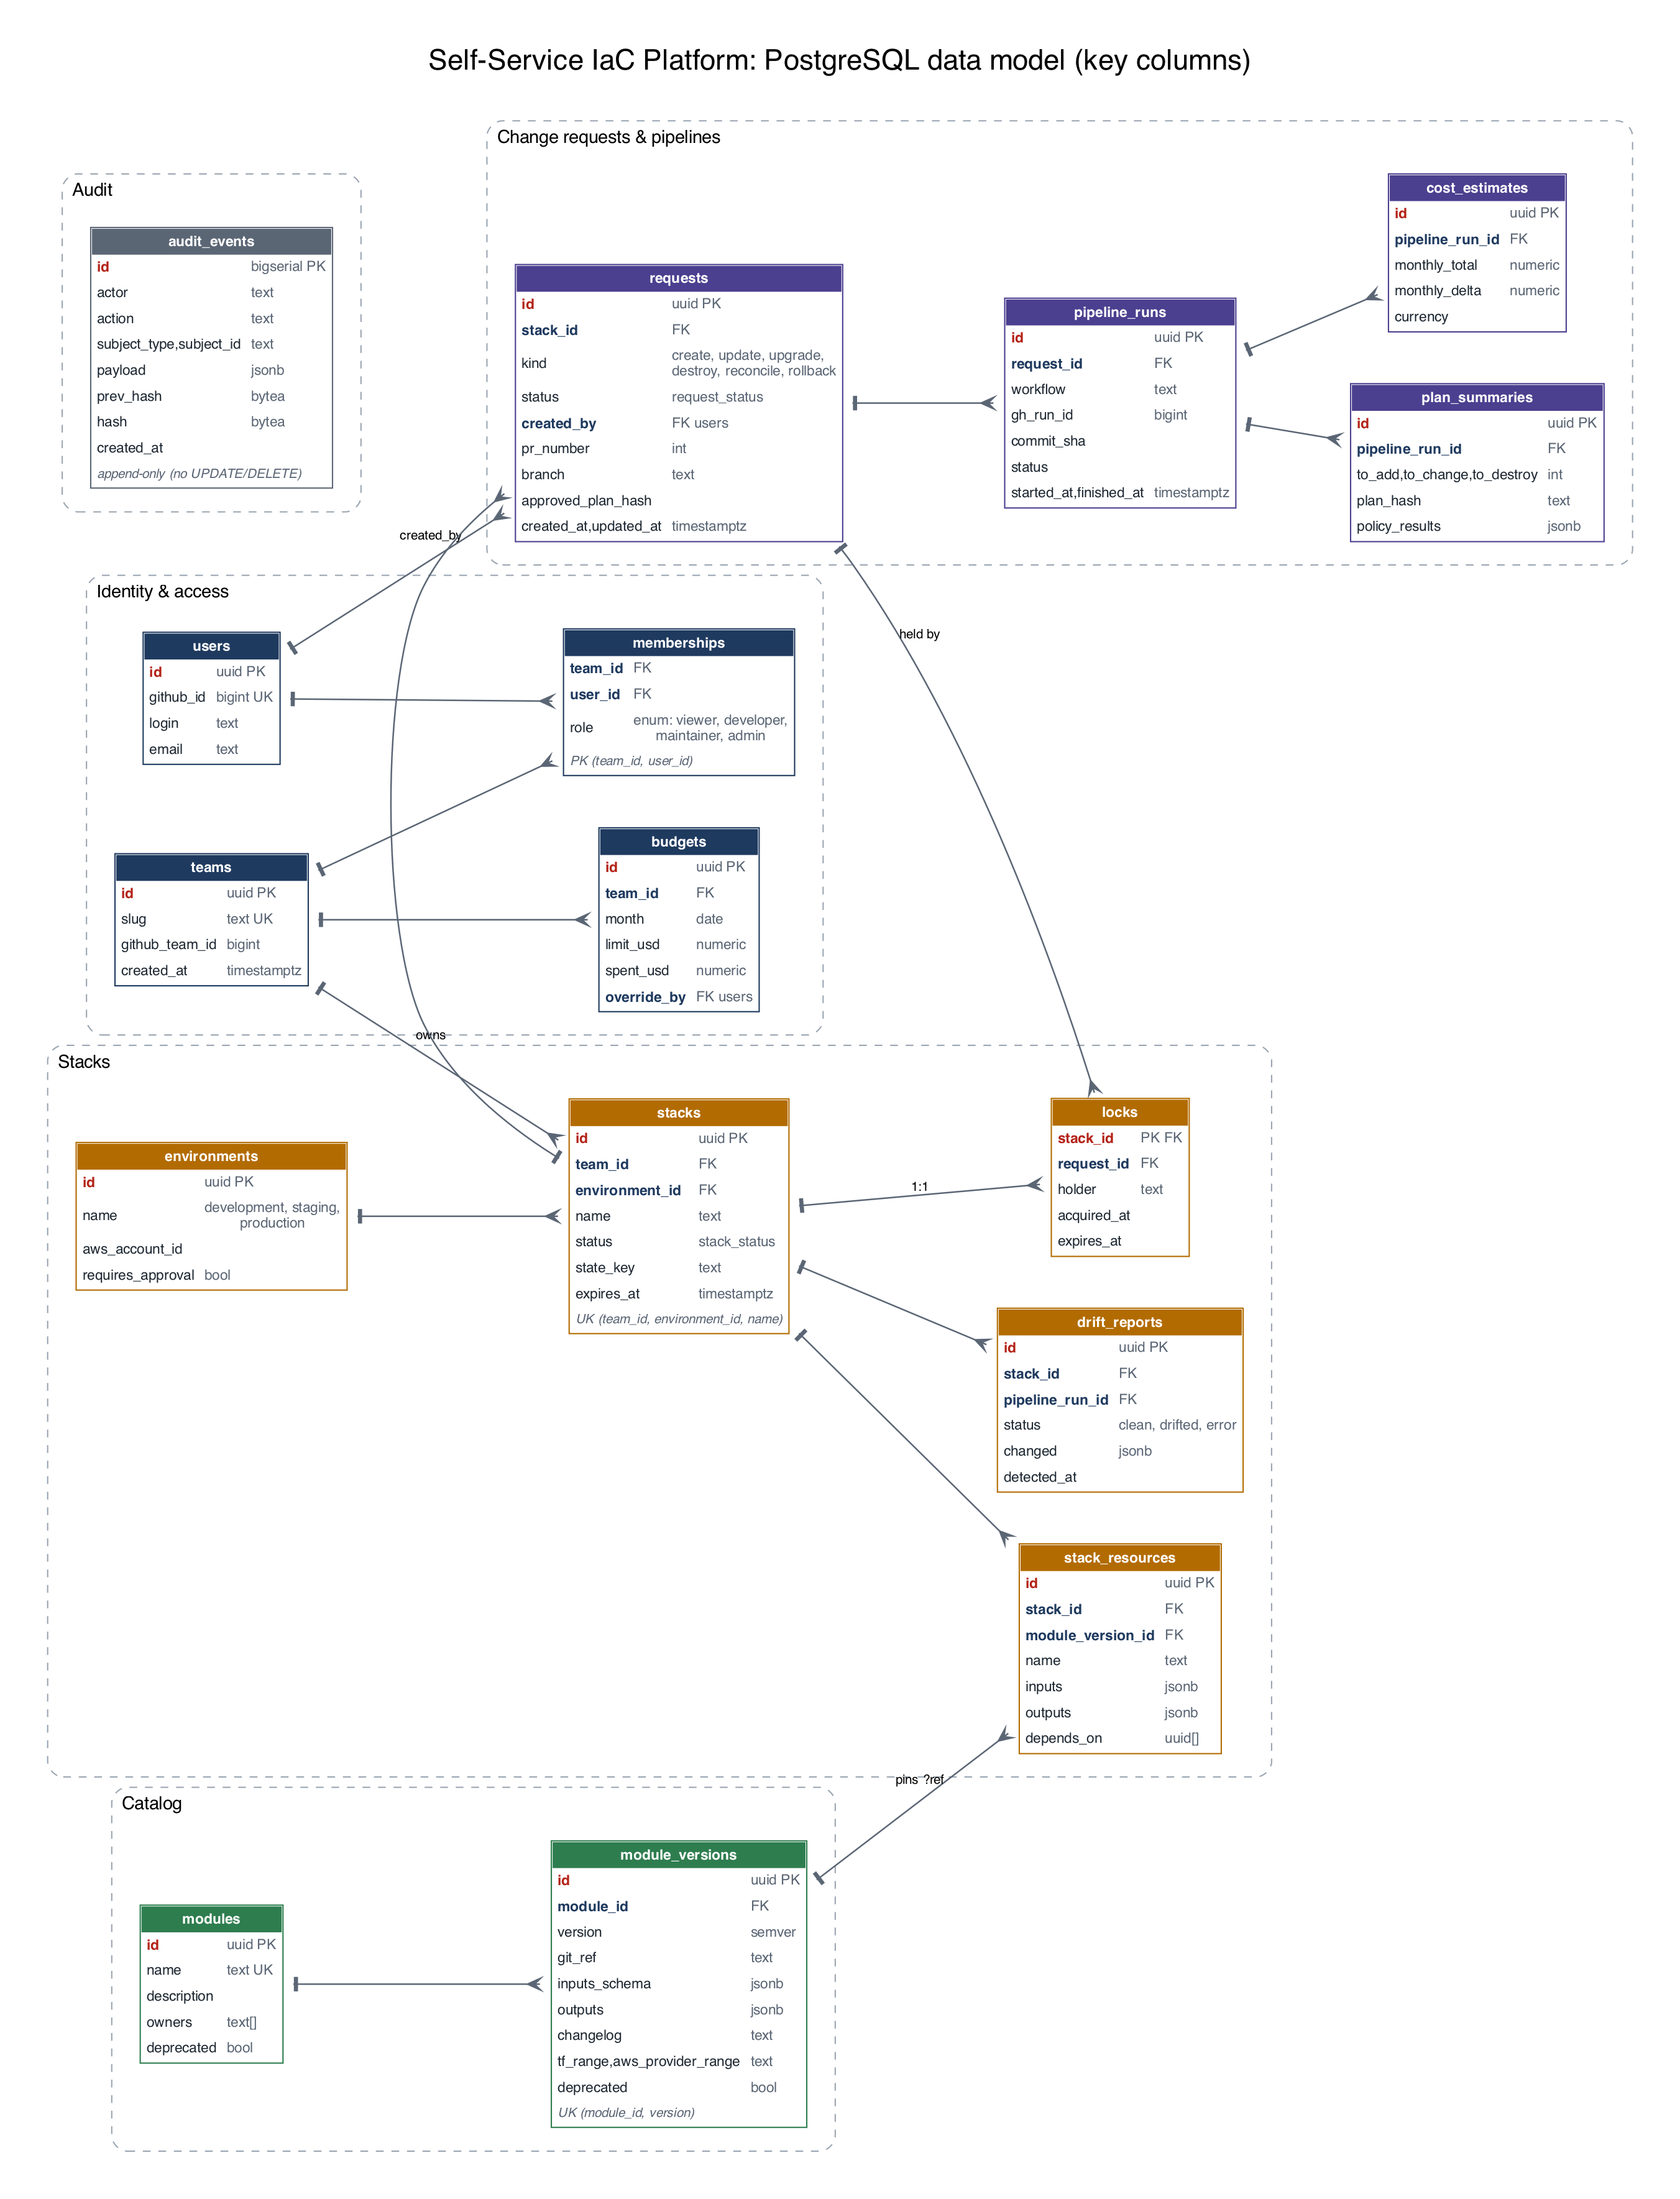 Self-Service IaC Platform: PostgreSQL data model (key columns)
Change requests & pipelines
Audit
audit_events
id bigserial PK
actor text
action text
subject_type,subject_id text
payload jsonb
prev_hash bytea
hash bytea
created_at
append-only (no UPDATE/DELETE)
requests
id uuid PK
stack_id FK
kind create, update, upgrade,
destroy, reconcile, rollback
status request_status
created_by FK users
pr_number int
branch text
approved_plan_hash
created_at,updated_at timestamptz
pipeline_runs
id uuid PK
request_id FK
workflow text
gh_run_id bigint
commit_sha
status
started_at,finished_at timestamptz
cost_estimates
id uuid PK
pipeline_run_id FK
monthly_total numeric
monthly_delta numeric
currency
plan_summaries
id uuid PK
pipeline_run_id FK
to_add,to_change,to_destroy int
plan_hash text
policy_results jsonb
created_by
held by
Identity & access
users
id uuid PK
github_id bigint UK
login text
email text
memberships
team_id FK
user_id FK
role enum: viewer, developer,
maintainer, admin
PK (team_id, user_id)
teams
id uuid PK
slug text UK
github_team_id bigint
created_at timestamptz
budgets
id uuid PK
team_id FK
month date
limit_usd numeric
spent_usd numeric
override_by FK users
owns
Stacks
environments
id uuid PK
name development, staging,
production
aws_account_id
requires_approval bool
stacks
id uuid PK
team_id FK
environment_id FK
name text
status stack_status
state_key text
expires_at timestamptz
UK (team_id, environment_id, name)
1:1
locks
stack_id PK FK
request_id FK
holder text
acquired_at
expires_at
drift_reports
id uuid PK
stack_id FK
pipeline_run_id FK
status clean, drifted, error
changed jsonb
detected_at
stack_resources
id uuid PK
stack_id FK
module_version_id FK
name text
inputs jsonb
outputs jsonb
depends_on uuid[]
pins ?ref
Catalog
modules
id uuid PK
name text UK
description
owners text[]
deprecated bool
module_versions
id uuid PK
module_id FK
version semver
git_ref text
inputs_schema jsonb
outputs jsonb
changelog text
tf_range,aws_provider_range text
deprecated bool
UK (module_id, version)